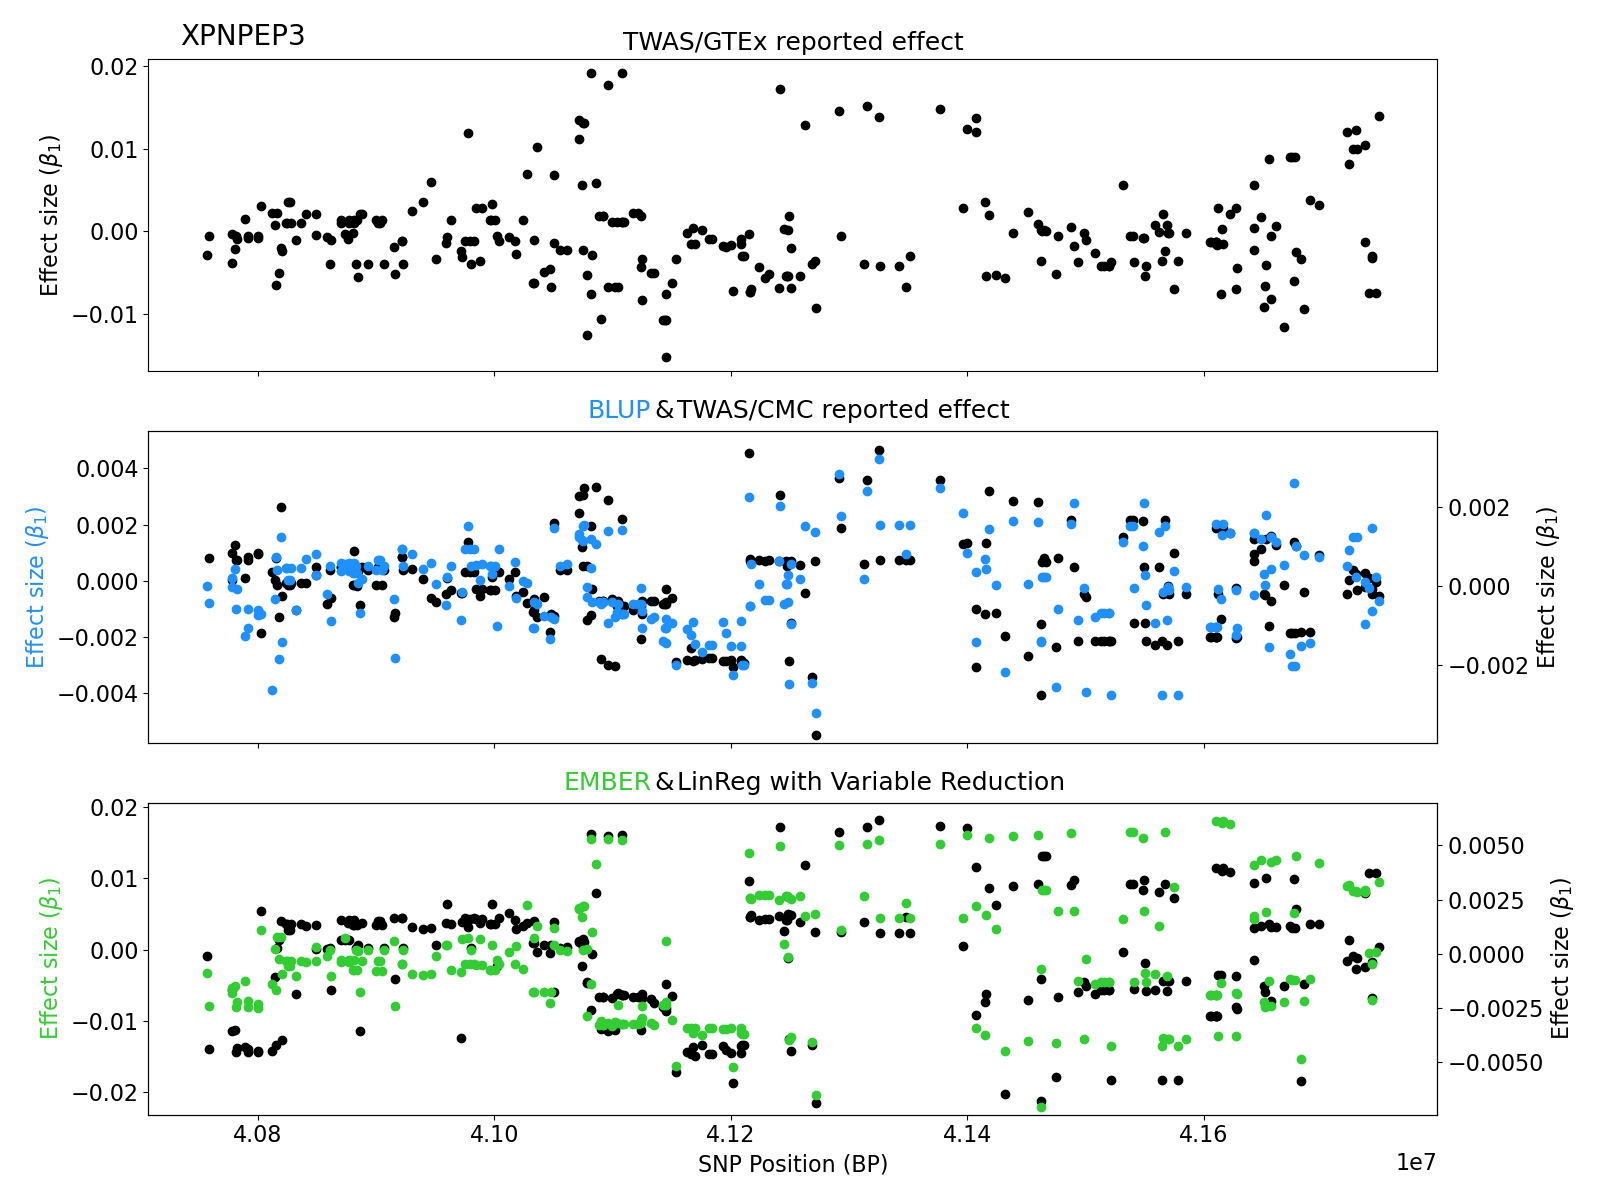 XPNPEP3
TWAS/GTEx reported effect
0.02
0.01
0.00
−0.01
Effect size (β₁)
BLUP & TWAS/CMC reported effect
0.004
0.002
0.000
−0.002
−0.004
Effect size (β₁)
0.002
0.000
−0.002
Effect size (β₁)
EMBER & LinReg with Variable Reduction
0.02
0.01
0.00
−0.01
−0.02
Effect size (β₁)
0.0050
0.0025
0.0000
−0.0025
−0.0050
Effect size (β₁)
4.08 4.10 4.12 4.14 4.16
SNP Position (BP)
1e7